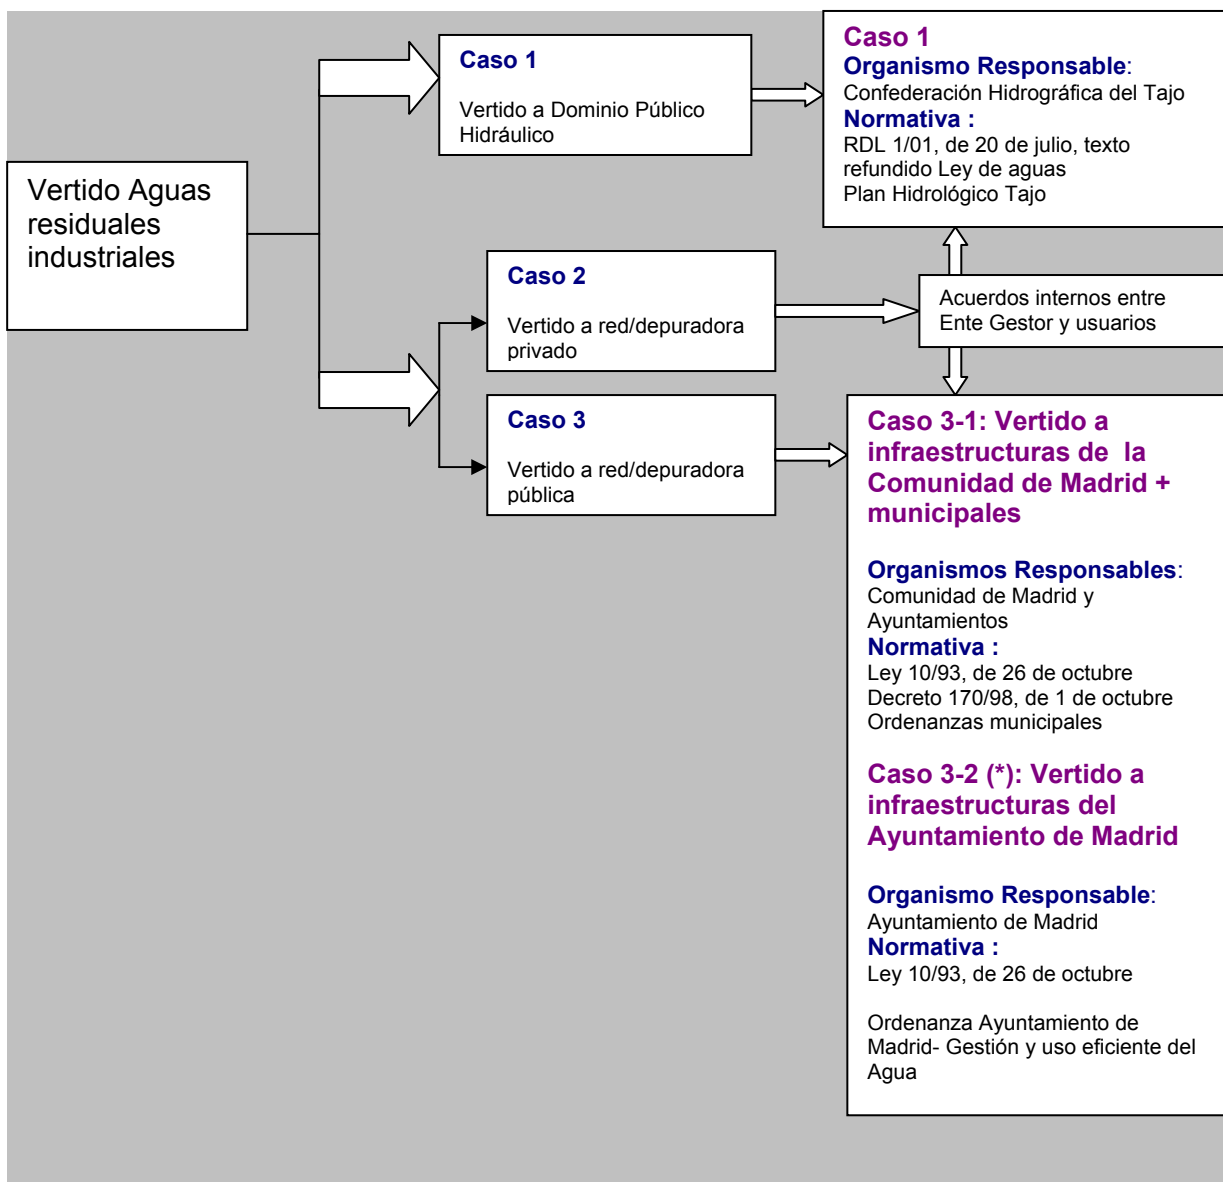 Vertido Aguas
residuales
industriales
Caso 1
Vertido a Dominio Público
Hidráulico
Caso 2
Vertido a red/depuradora
privado
Caso 3
Vertido a red/depuradora
pública
Caso 1
Organismo Responsable:
Confederación Hidrográfica del Tajo
Normativa :
RDL 1/01, de 20 de julio, texto
refundido Ley de aguas
Plan Hidrológico Tajo
Acuerdos internos entre
Ente Gestor y usuarios
Caso 3-1: Vertido a
infraestructuras de la
Comunidad de Madrid +
municipales
Organismos Responsables:
Comunidad de Madrid y
Ayuntamientos
Normativa :
Ley 10/93, de 26 de octubre
Decreto 170/98, de 1 de octubre
Ordenanzas municipales
Caso 3-2 (*): Vertido a
infraestructuras del
Ayuntamiento de Madrid
Organismo Responsable:
Ayuntamiento de Madrid
Normativa :
Ley 10/93, de 26 de octubre
Ordenanza Ayuntamiento de
Madrid- Gestión y uso eficiente del
Agua